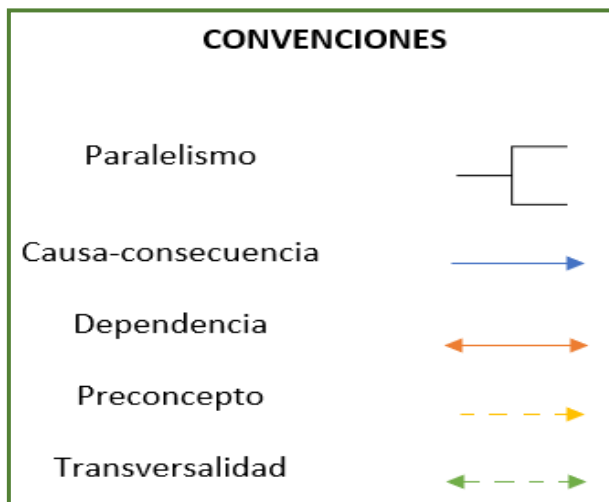 CONVENCIONES
Paralelismo
Causa-consecuencia
Dependencia
Preconcepto
Transversalidad